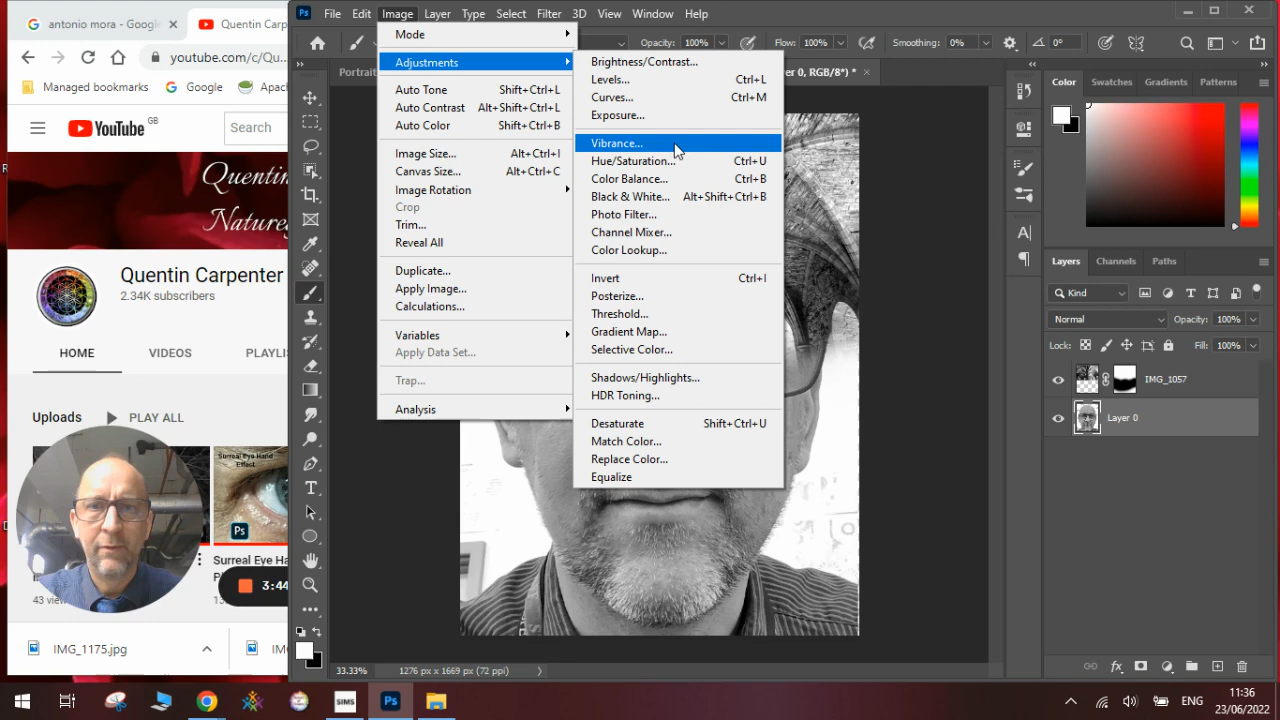 antonio mora - Google
Quentin Carpen
youtube.com/c/Qu...
Managed bookmarks
Google
YouTube GB
Search
Quentin
Nature
Quentin Carpenter
2.34K subscribers
HOME
VIDEOS
PLAYLI
Uploads
PLAY ALL
Surreal Eye Hand
Effect
Ps
Surreal Eye Han
43 view
3:44
IMG_1175.jpg
Ps
File
Edit
Image
Layer
Type
Select
Filter
3D
View
Window
Help
Opacity: 100%
Flow: 100%
Smoothing: 0%
0°
Portrait
er 0, RGB/8*) *
Mode
Adjustments
Auto Tone Shift+Ctrl+L
Auto Contrast Alt+Shift+Ctrl+L
Auto Color Shift+Ctrl+B
Image Size... Alt+Ctrl+I
Canvas Size... Alt+Ctrl+C
Image Rotation
Crop
Trim...
Reveal All
Duplicate...
Apply Image...
Calculations...
Variables
Apply Data Set...
Trap...
Analysis
Brightness/Contrast...
Levels... Ctrl+L
Curves... Ctrl+M
Exposure...
Vibrance...
Hue/Saturation... Ctrl+U
Color Balance... Ctrl+B
Black & White... Alt+Shift+Ctrl+B
Photo Filter...
Channel Mixer...
Color Lookup...
Invert Ctrl+I
Posterize...
Threshold...
Gradient Map...
Selective Color...
Shadows/Highlights...
HDR Toning...
Desaturate Shift+Ctrl+U
Match Color...
Replace Color...
Equalize
33.33%
1276 px x 1669 px (72 ppi)
Color
Swatches
Gradients
Patterns
Layers
Channels
Paths
Kind
Normal
Opacity: 100%
Lock:
Fill: 100%
IMG_1057
Layer 0
SIMS
Ps
ENG
11:36
23/06/2022